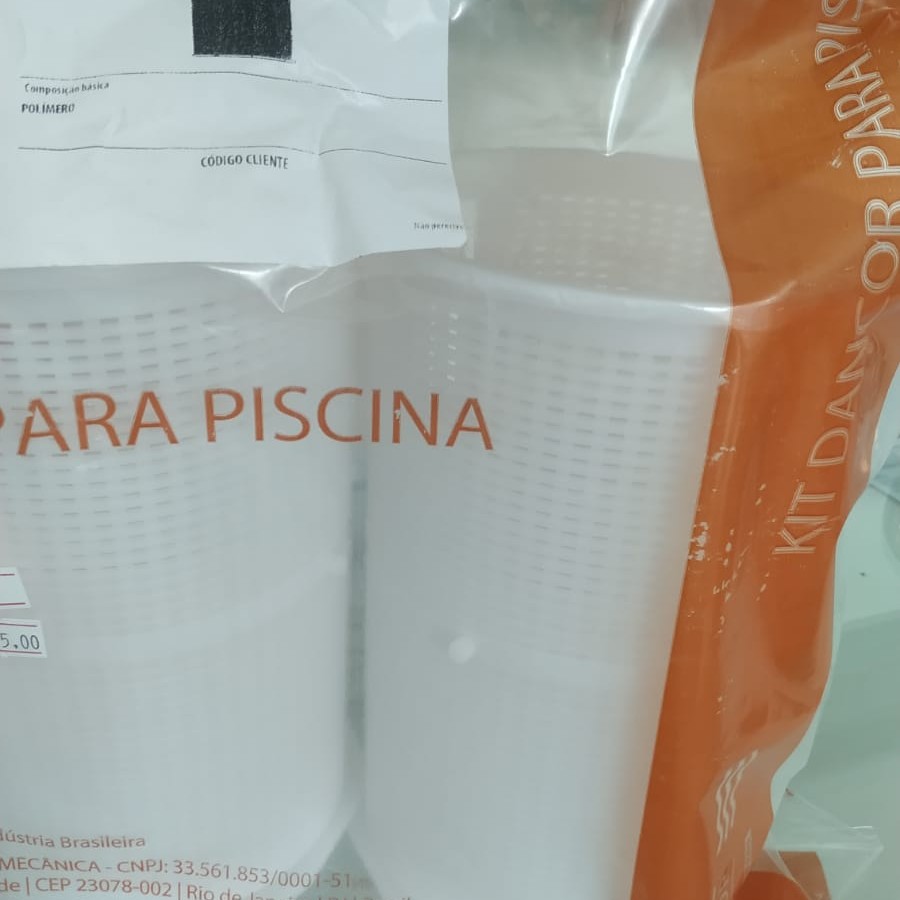 Composição básica
POLÍMERO
CÓDIGO CLIENTE
PARA PISCINA
KIT DANCOR PARA PIS
5.00
dústria Brasileira
MECÂNICA - CNPJ: 33.561.853/0001-51
de | CEP 23078-002 | Rio de